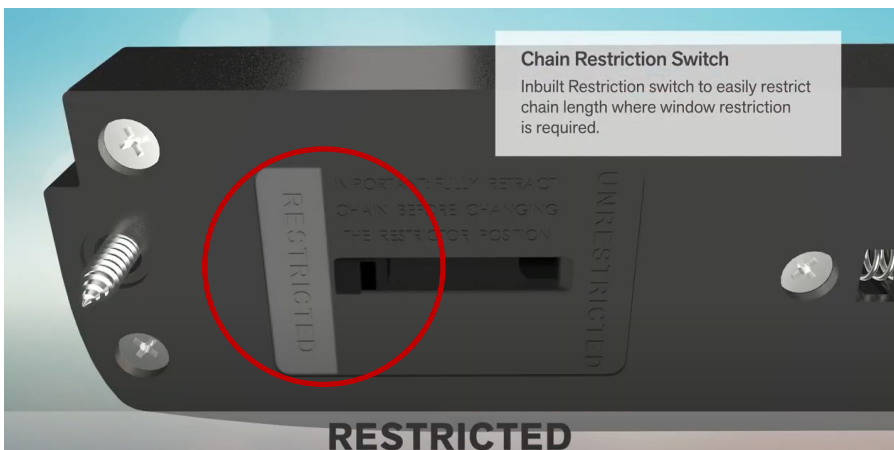 Chain Restriction Switch
Inbuilt Restriction switch to easily restrict
chain length where window restriction
is required.
RESTRICTED
IMPORTANT: FULLY RETRACT
CHAIN BEFORE CHANGING
THE RESTRICTOR POSITION
UNRESTRICTED
RESTRICTED